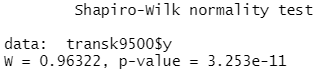 Shapiro-Wilk normality test
data:  transk9500$y
W = 0.96322, p-value = 3.253e-11